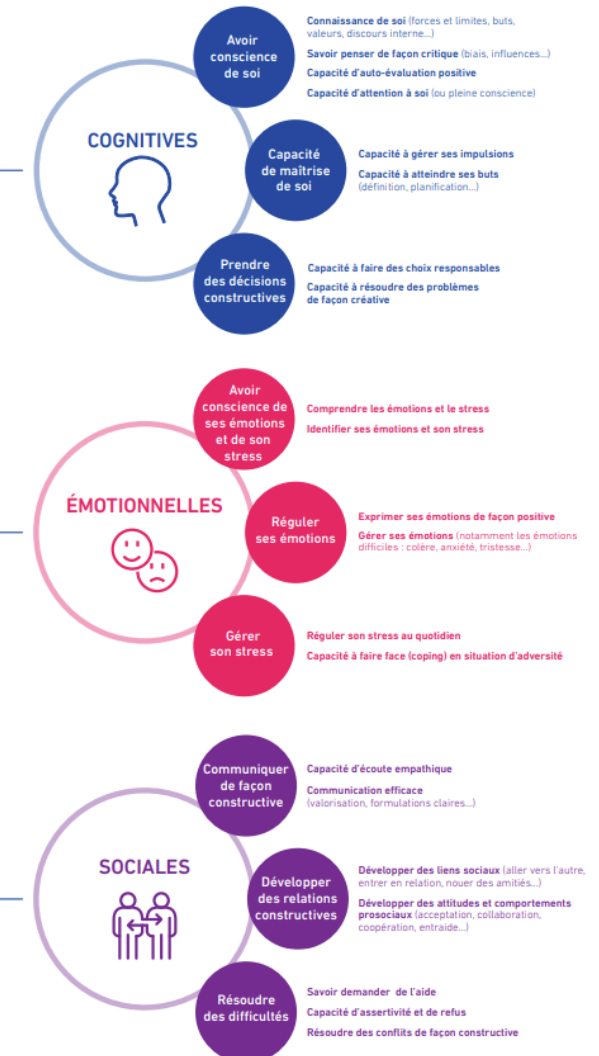 COGNITIVES
Avoir
conscience
de soi
Connaissance de soi (forces et limites, buts,
valeurs, discours interne...)
Savoir penser de façon critique (biais, influences...)
Capacité d'auto-évaluation positive
Capacité d'attention à soi (ou pleine conscience)
Capacité
de maîtrise
de soi
Capacité à gérer ses impulsions
Capacité à atteindre ses buts
(définition, planification...)
Prendre
des décisions
constructives
Capacité à faire des choix responsables
Capacité à résoudre des problèmes
de façon créative
ÉMOTIONNELLES
Avoir
conscience de
ses émotions
et de son
stress
Comprendre les émotions et le stress
Identifier ses émotions et son stress
Réguler
ses émotions
Exprimer ses émotions de façon positive
Gérer ses émotions (notamment les émotions
difficiles : colère, anxiété, tristesse...)
Gérer
son stress
Réguler son stress au quotidien
Capacité à faire face (coping) en situation d'adversité
SOCIALES
Communiquer
de façon
constructive
Capacité d'écoute empathique
Communication efficace
(valorisation, formulations claires...)
Développer
des relations
constructives
Développer des liens sociaux (aller vers l'autre,
entrer en relation, nouer des amitiés...)
Développer des attitudes et comportements
prosociaux (acceptation, collaboration,
coopération, entraide...)
Résoudre
des difficultés
Savoir demander de l'aide
Capacité d'assertivité et de refus
Résoudre des conflits de façon constructive